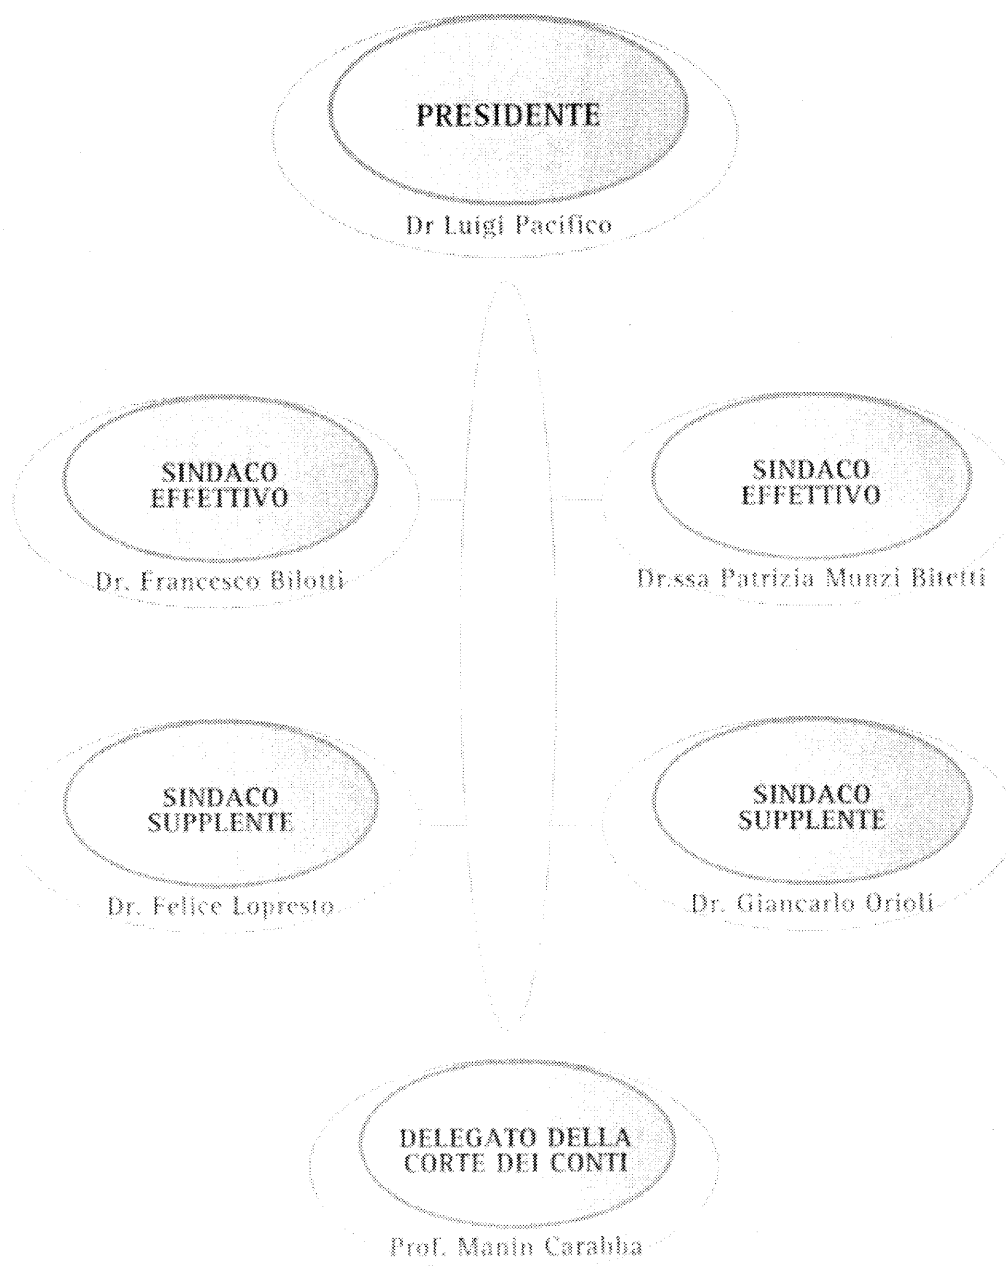 PRESIDENTE
Dr Luigi Pacifico
SINDACO
EFFETTIVO
Dr. Francesco Bilotti
SINDACO
EFFETTIVO
Dr.ssa Patrizia Munzi Bitetti
SINDACO
SUPPLENTE
Dr. Felice Lopresto
SINDACO
SUPPLENTE
Dr. Giancarlo Orioli
DELEGATO DELLA
CORTE DEI CONTI
Prof. Manin Carabba